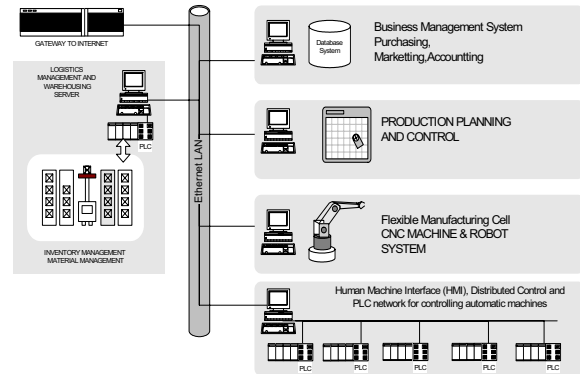 GATEWAY TO INTERNET
LOGISTICS
MANAGEMENT AND
WAREHOUSING
SERVER
PLC
INVENTORY MANAGEMENT
MATERIAL MANAGEMENT
Ethernet LAN
Database
System
Business Management System
Purchasing,
Marketting,Accountting
PRODUCTION PLANNING
AND CONTROL
Flexible Manufacturing Cell
CNC MACHINE & ROBOT
SYSTEM
Human Machine Interface (HMI), Distributed Control and
PLC network for controlling automatic machines
PLC
PLC
PLC
PLC
PLC